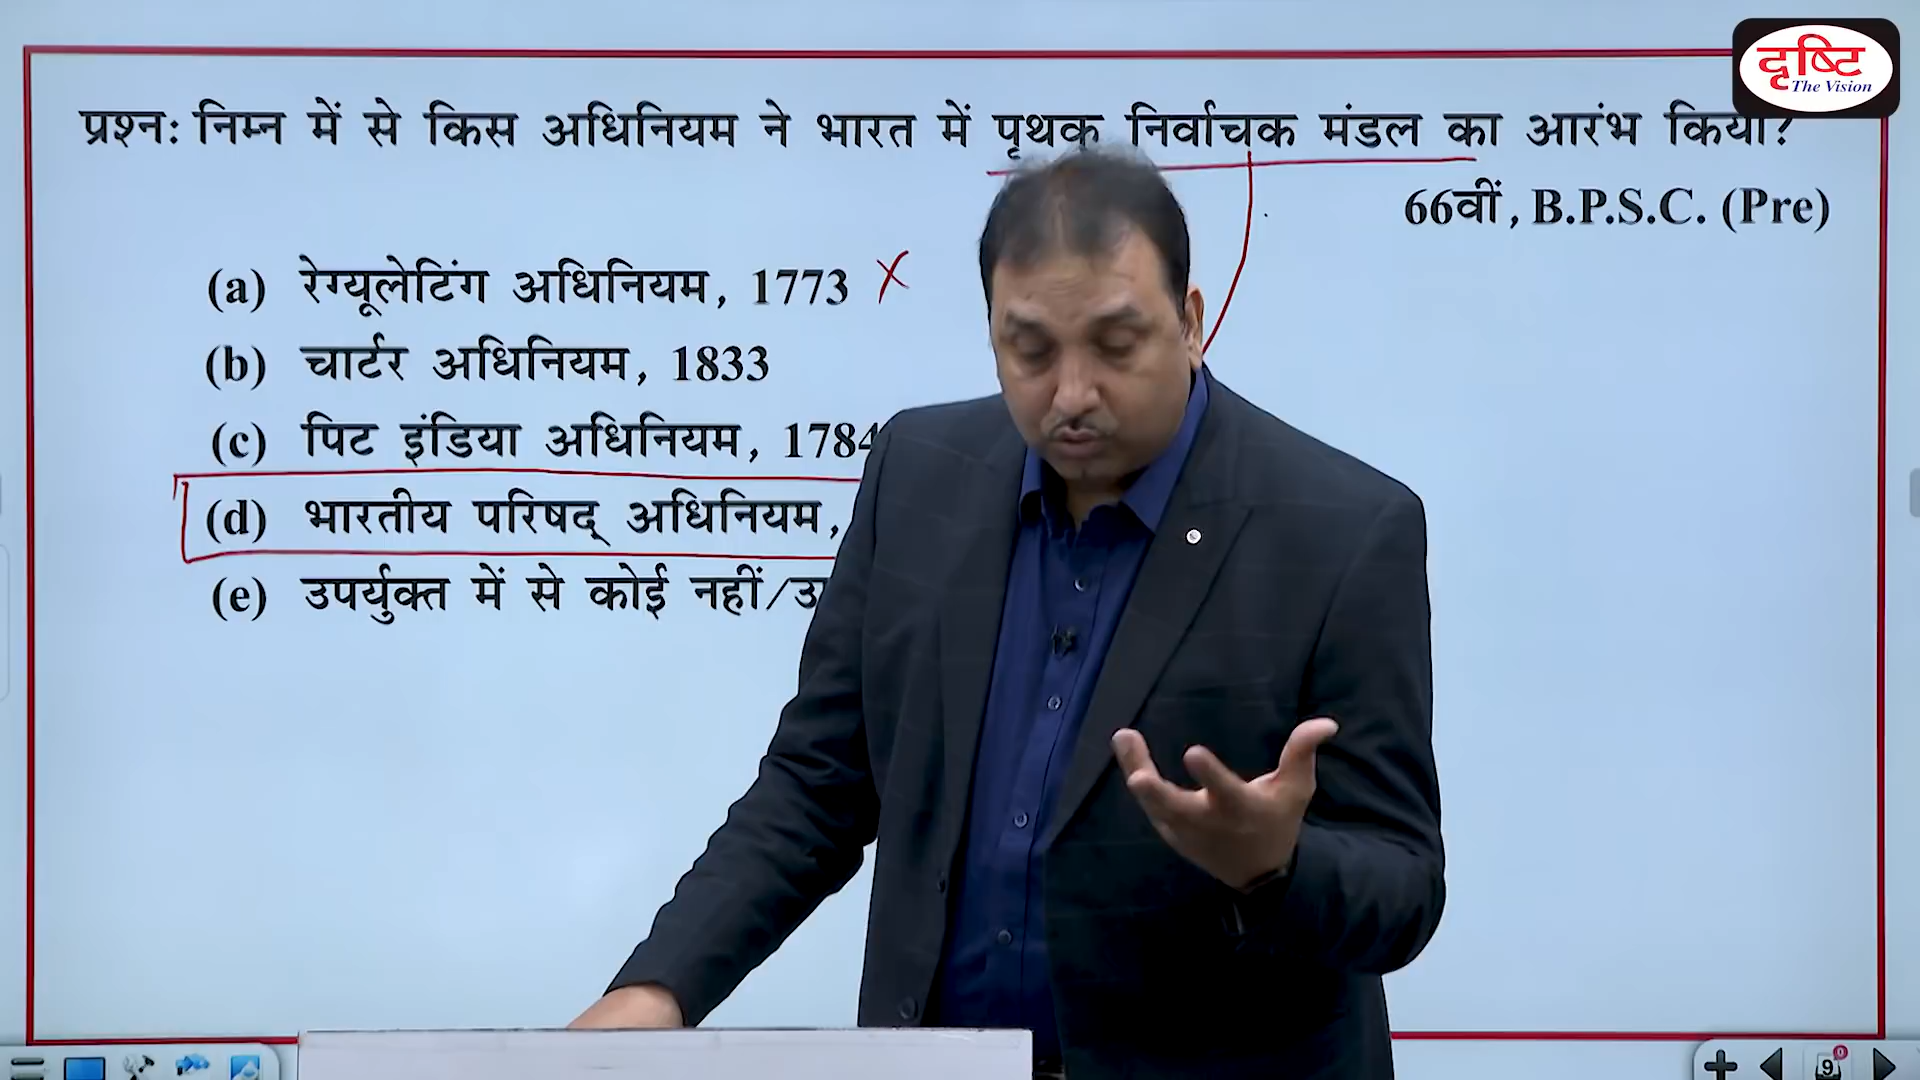 दृष्टि
The Vision
प्रश्न: निम्न में से किस अधिनियम ने भारत में पृथक निर्वाचक मंडल का आरंभ किया?
66वीं, B.P.S.C. (Pre)
(a) रेग्यूलेटिंग अधिनियम, 1773
(b) चार्टर अधिनियम, 1833
(c) पिट इंडिया अधिनियम, 1784
(d) भारतीय परिषद् अधिनियम,
(e) उपर्युक्त में से कोई नहीं/
9